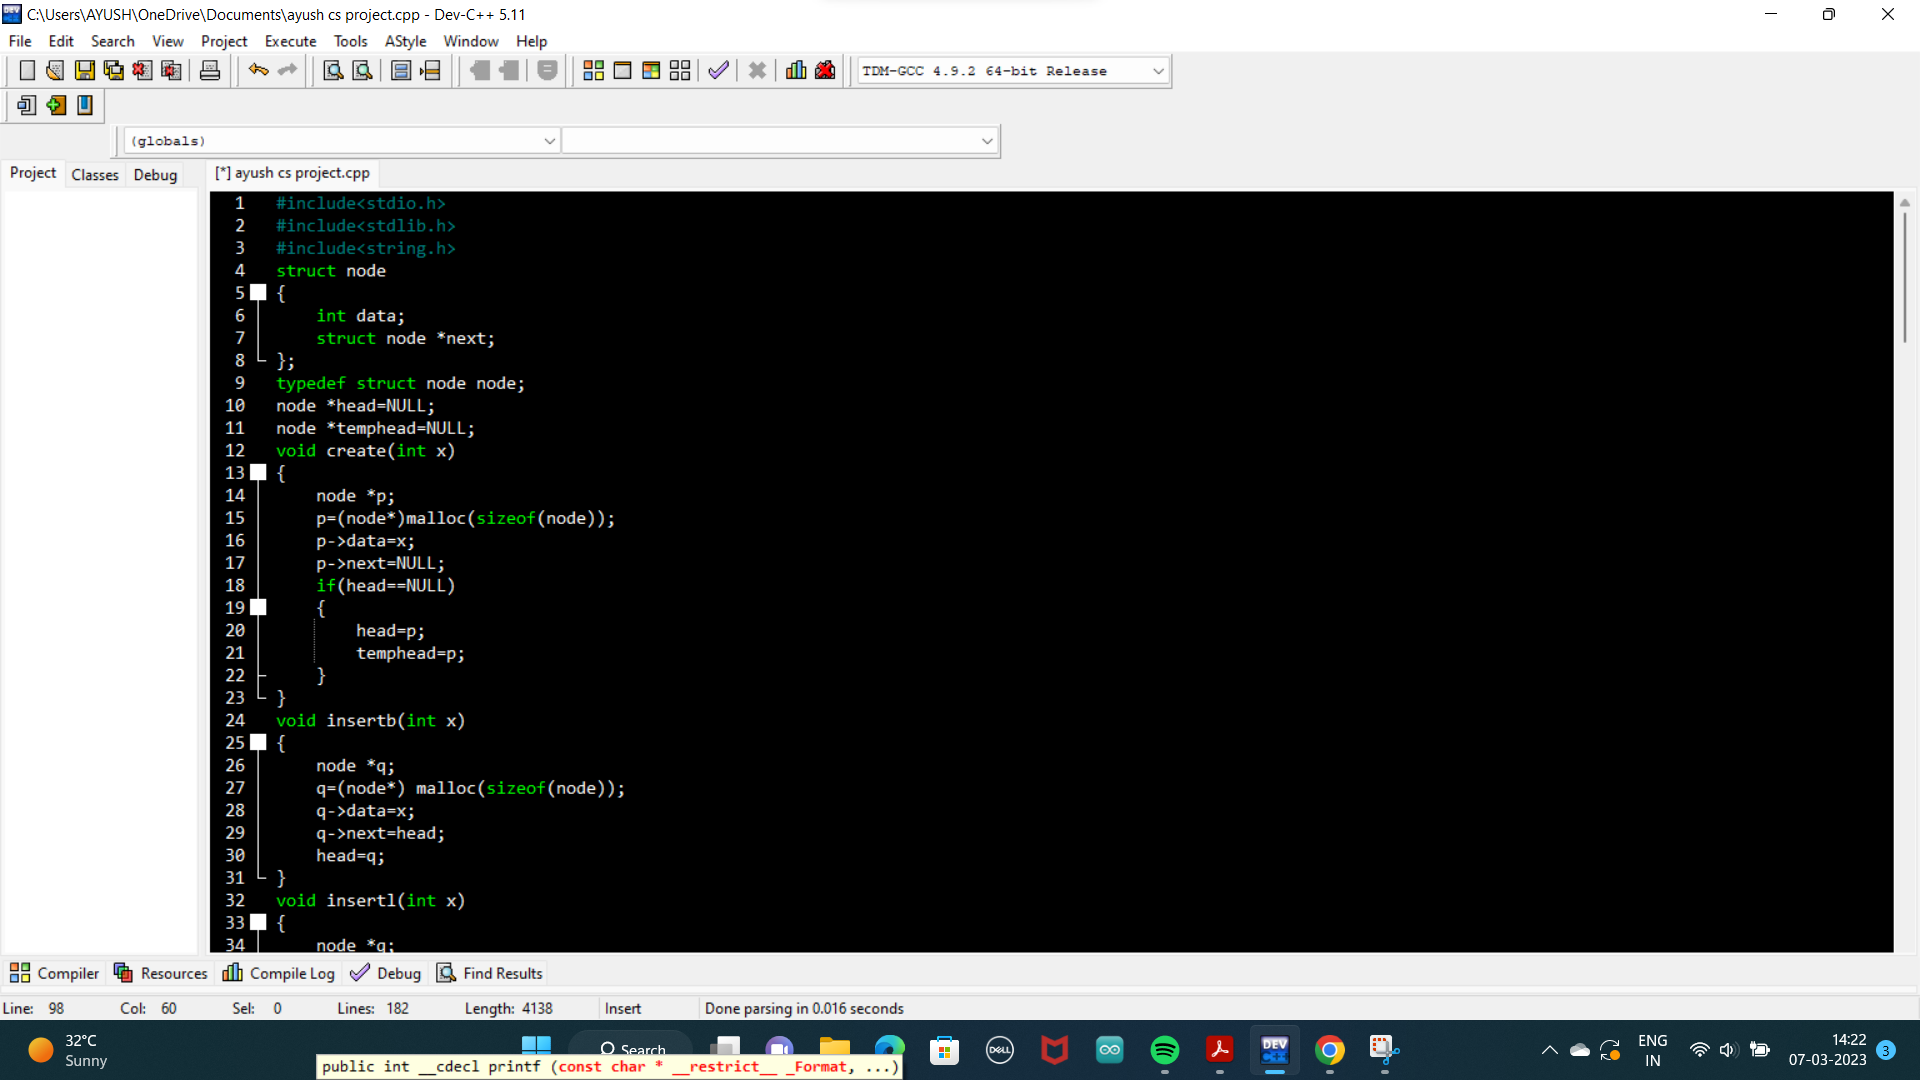 C:\Users\AYUSH\OneDrive\Documents\ayush cs project.cpp - Dev-C++ 5.11
File Edit Search View Project Execute Tools AStyle Window Help
TDM-GCC 4.9.2 64-bit Release
(globals)
Project Classes Debug
[*] ayush cs project.cpp
1 #include<stdio.h>
2 #include<stdlib.h>
3 #include<string.h>
4 struct node
5 {
6 int data;
7 struct node *next;
8 };
9 typedef struct node node;
10 node *head=NULL;
11 node *temphead=NULL;
12 void create(int x)
13 {
14 node *p;
15 p=(node*)malloc(sizeof(node));
16 p->data=x;
17 p->next=NULL;
18 if(head==NULL)
19 {
20 head=p;
21 temphead=p;
22 }
23 }
24 void insertb(int x)
25 {
26 node *q;
27 q=(node*) malloc(sizeof(node));
28 q->data=x;
29 q->next=head;
30 head=q;
31 }
32 void insertl(int x)
33 {
34 node *q;
Compiler Resources Compile Log Debug Find Results
Line: 98 Col: 60 Sel: 0 Lines: 182 Length: 4138 Insert Done parsing in 0.016 seconds
32°C
Sunny
Search
DELL
DEV
C++
ENG
IN
14:22
07-03-2023
3
public int __cdecl printf (const char * __restrict__ _Format, ...)